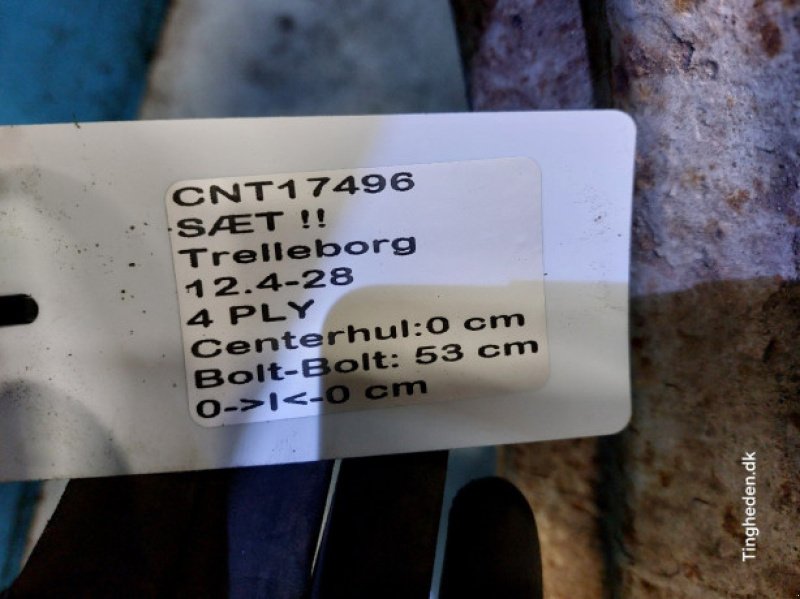 CNT17496
SÆT !!
Trelleborg
12.4-28
4 PLY
Centerhul:0 cm
Bolt-Bolt: 53 cm
0->I<-0 cm
Tingheden.dk